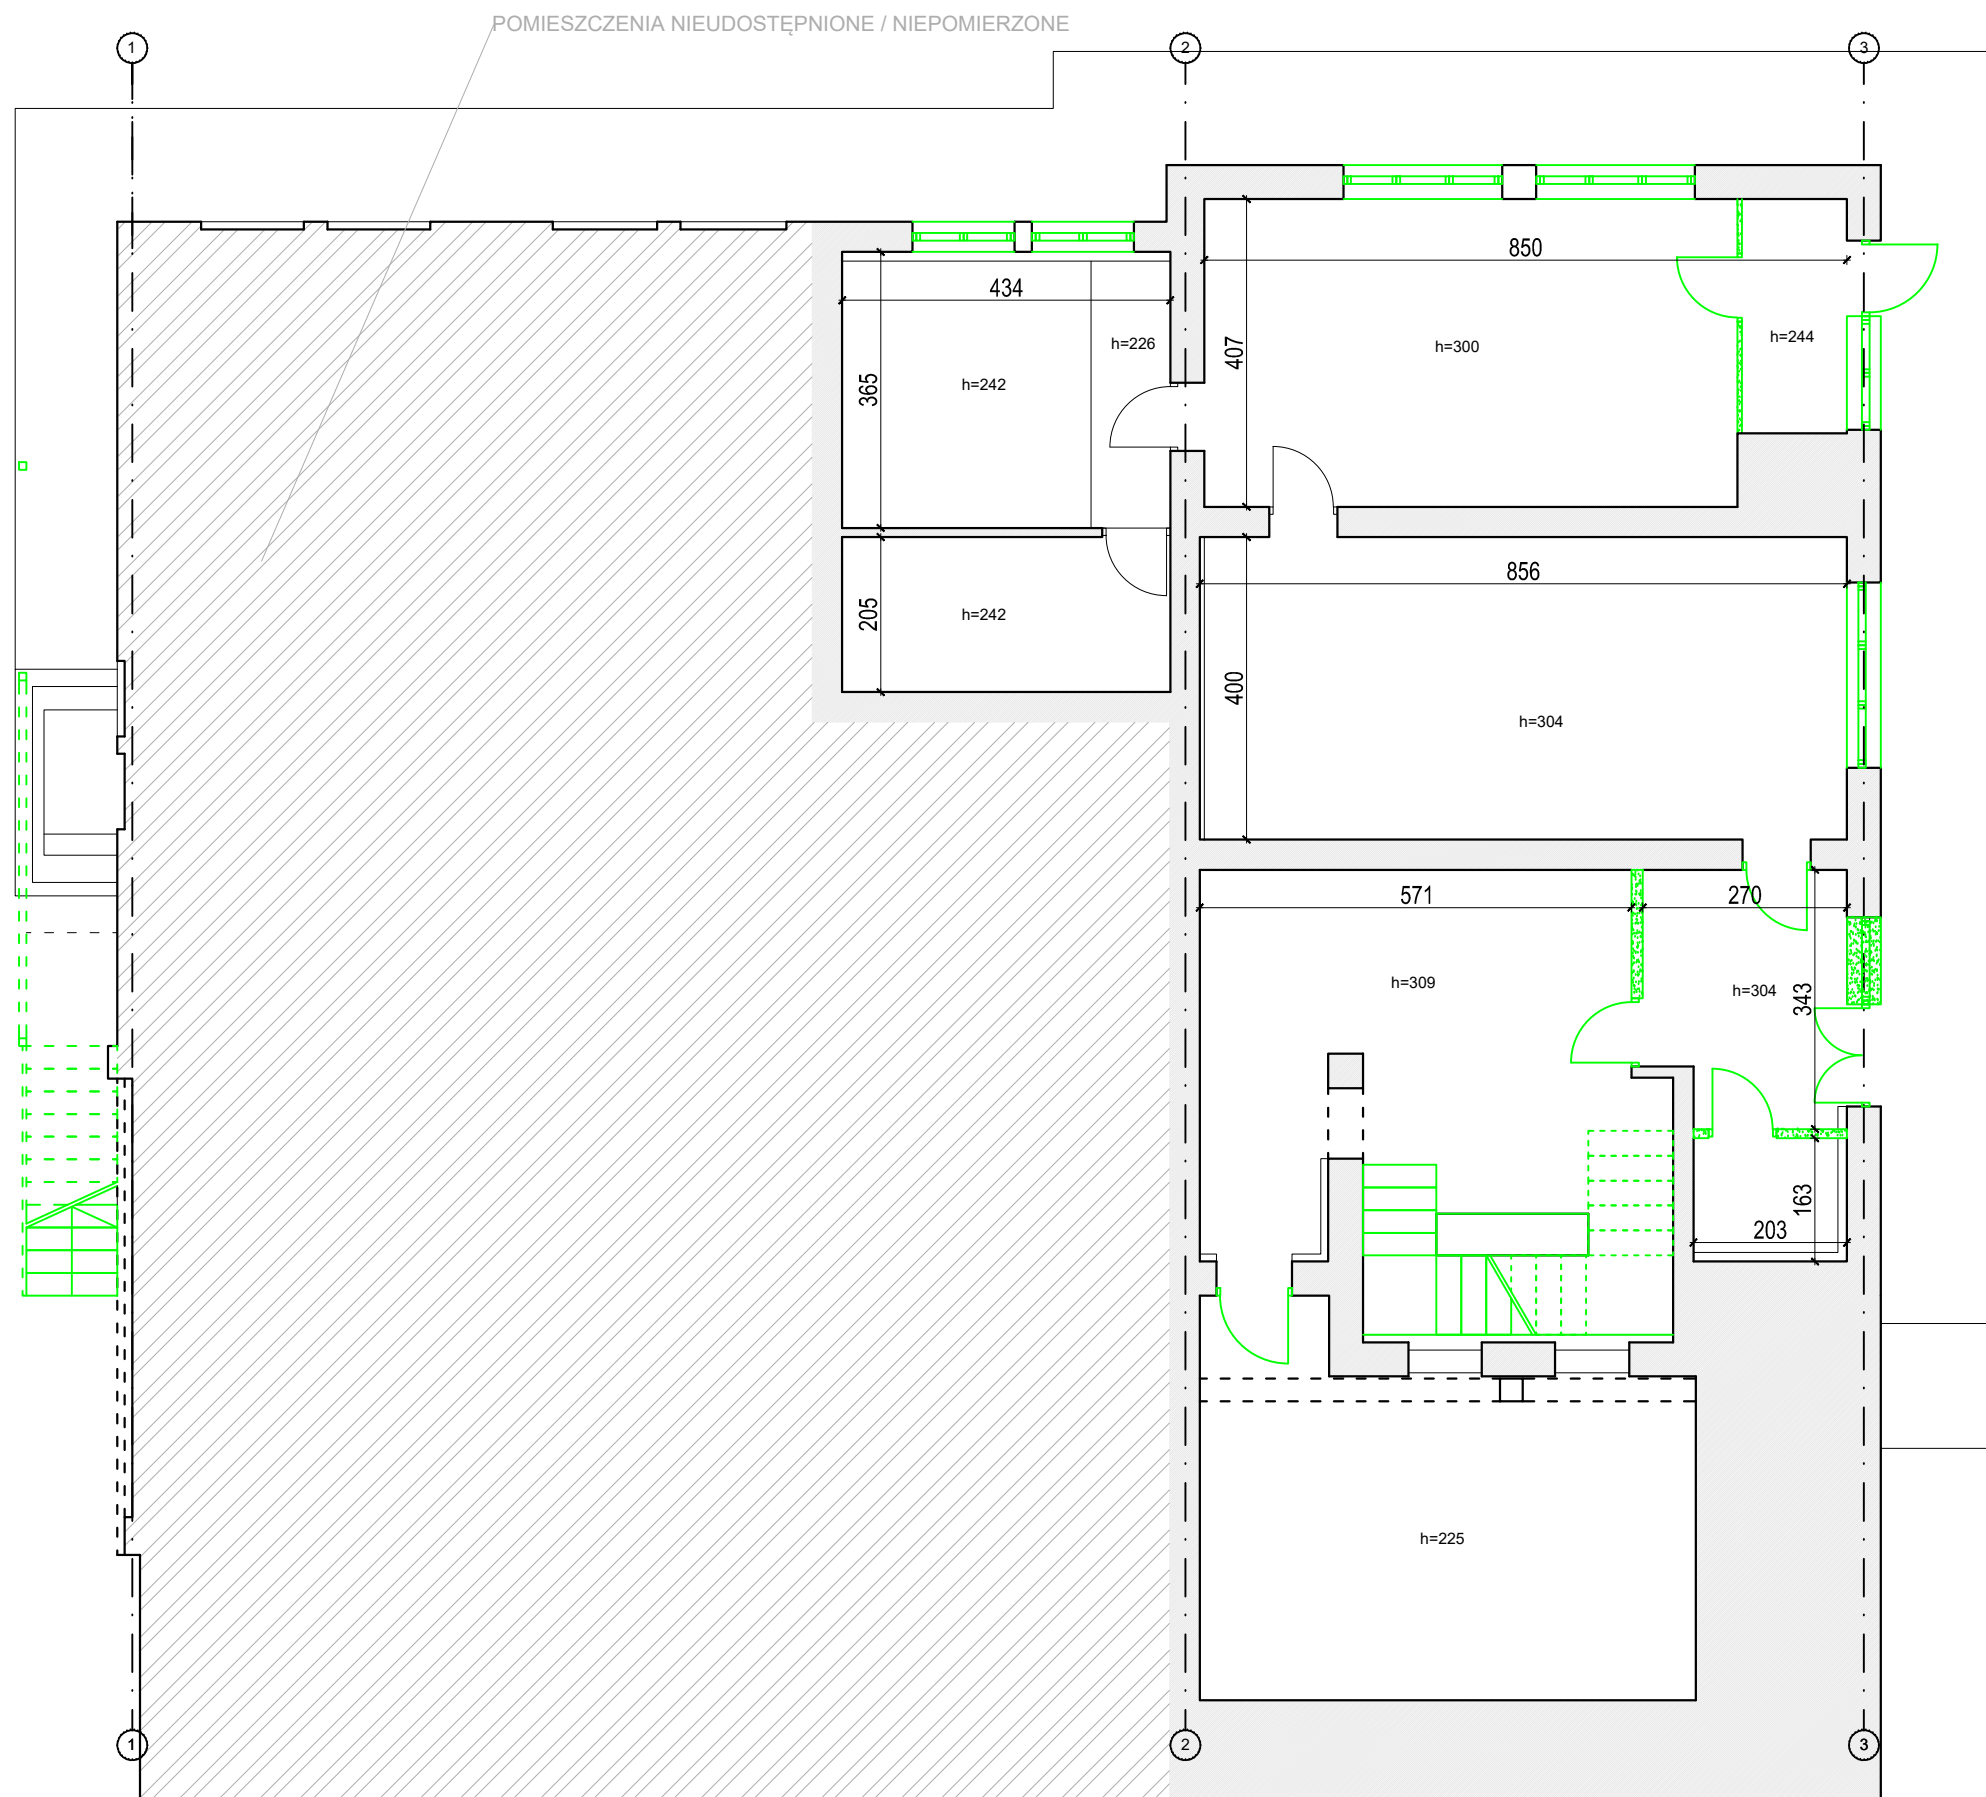 POMIESZCZENIA NIEUDOSTĘPNIONE / NIEPOMIERZONE
1
2
3
850
434
h=226
h=244
407
h=300
365
h=242
856
205
h=242
400
h=304
571
270
h=309
h=304
343
163
203
h=225
1
2
3